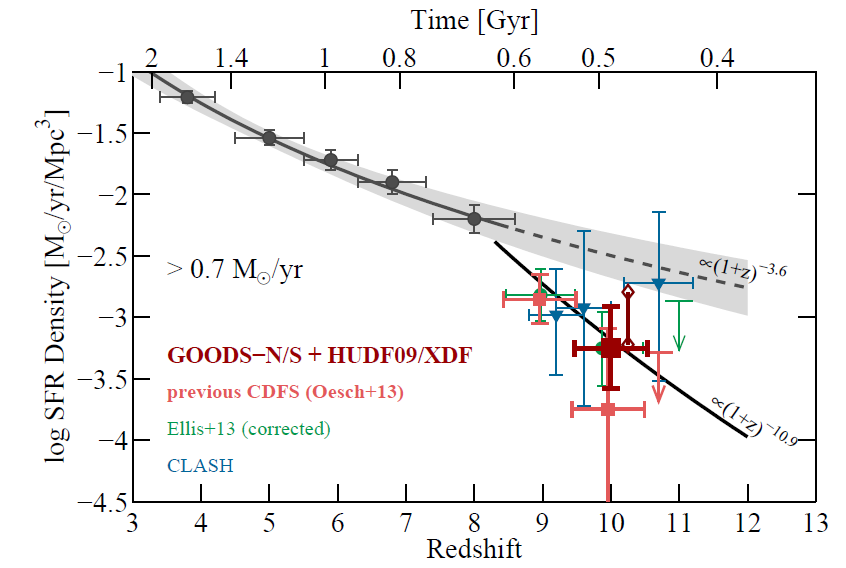 Time [Gyr]
2 1.4 1 0.8 0.6 0.5 0.4
log SFR Density [M☉/yr/Mpc³]
−1
−1.5
−2
−2.5
−3
−3.5
−4
−4.5
∝(1+z)⁻³·⁶
> 0.7 M☉/yr
GOODS−N/S + HUDF09/XDF
previous CDFS (Oesch+13)
Ellis+13 (corrected)
CLASH
∝(1+z)⁻¹⁰·⁹
3 4 5 6 7 8 9 10 11 12 13
Redshift